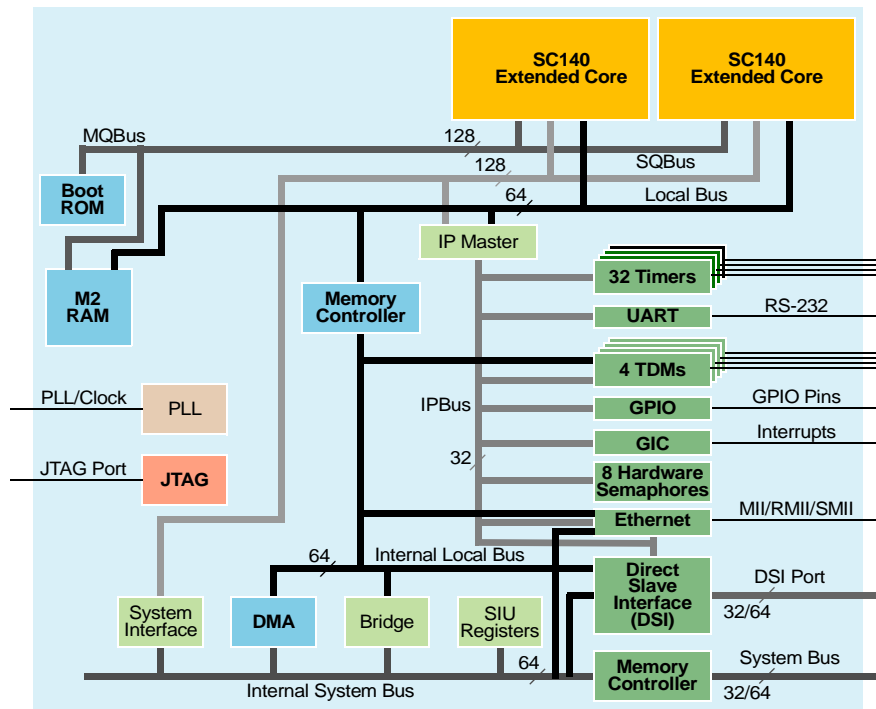 SC140
Extended Core
SC140
Extended Core
MQBus
128
128
SQBus
Boot
ROM
64
Local Bus
IP Master
M2
RAM
Memory
Controller
32 Timers
UART
RS-232
4 TDMs
PLL/Clock
PLL
IPBus
GPIO
GPIO Pins
GIC
Interrupts
JTAG Port
JTAG
32
8 Hardware
Semaphores
Ethernet
MII/RMII/SMII
64
Internal Local Bus
Direct
Slave
Interface
(DSI)
DSI Port
32/64
System
Interface
DMA
Bridge
SIU
Registers
64
Internal System Bus
Memory
Controller
System Bus
32/64